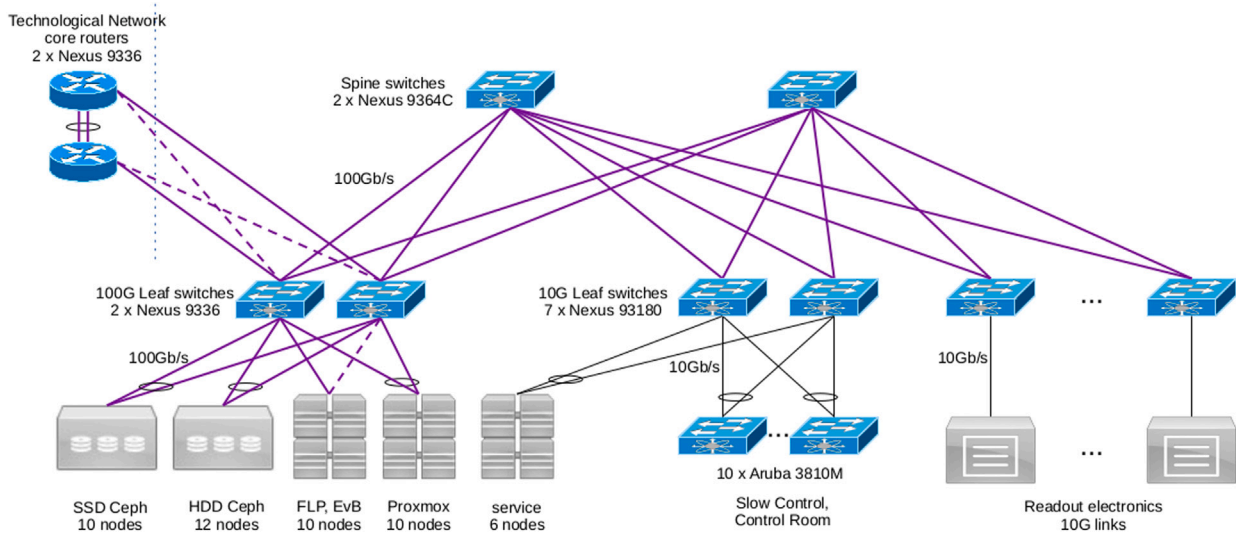 Technological Network
core routers
2 x Nexus 9336
Spine switches
2 x Nexus 9364C
100Gb/s
100G Leaf switches
2 x Nexus 9336
10G Leaf switches
7 x Nexus 93180
...
100Gb/s
10Gb/s
10Gb/s
...
...
10 x Aruba 3810M
SSD Ceph
10 nodes
HDD Ceph
12 nodes
FLP, EvB
10 nodes
Proxmox
10 nodes
service
6 nodes
Slow Control,
Control Room
Readout electronics
10G links